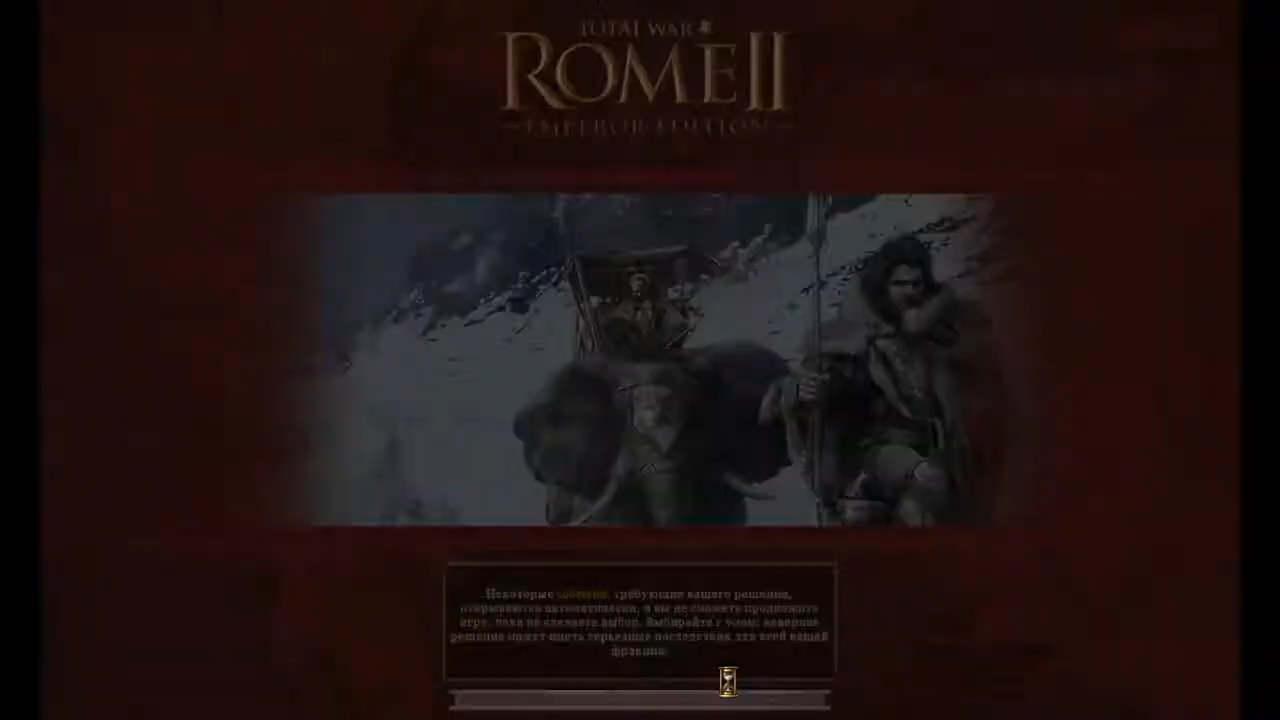 TOTAL WAR
ROME II
EMPEROR EDITION
Некоторые события, требующие вашего решения,
открываются автоматически, и вы не сможете продолжить
игру, пока не сделаете выбор. Выбирайте с умом: неверное
решение может иметь серьезные последствия для всей вашей
фракции.